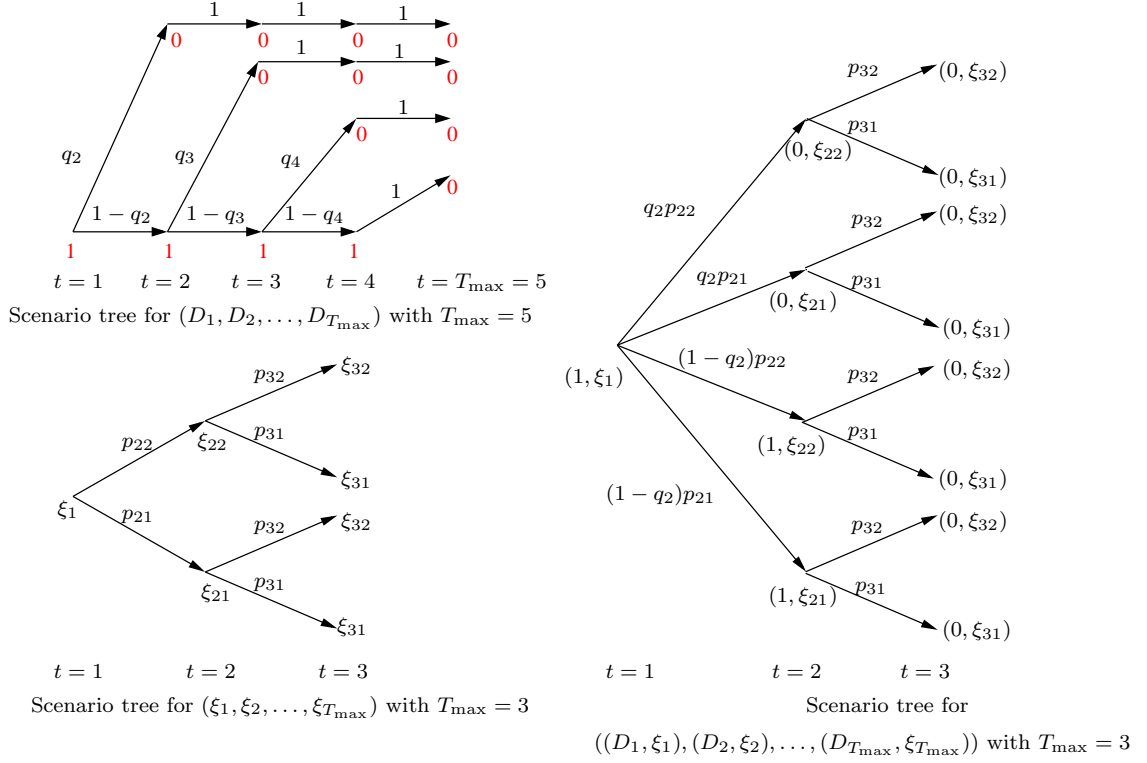 1 1 1
0 0 0 0
1 1
0 0 0
q₂ q₃ q₄ 1
0 0
1
0
1 − q₂ 1 − q₃ 1 − q₄
1 1 1 1
t = 1 t = 2 t = 3 t = 4 t = T_max = 5
Scenario tree for (D₁, D₂, . . . , D_{T_max}) with T_max = 5
ξ₃₂
p₃₂
p₂₂ ξ₂₂ p₃₁
ξ₃₁
ξ₁
p₂₁ p₃₂ ξ₃₂
ξ₂₁ p₃₁
ξ₃₁
t = 1 t = 2 t = 3
Scenario tree for (ξ₁, ξ₂, . . . , ξ_{T_max}) with T_max = 3
p₃₂ (0, ξ₃₂)
p₃₁
(0, ξ₂₂)
(0, ξ₃₁)
q₂p₂₂
p₃₂ (0, ξ₃₂)
q₂p₂₁ p₃₁
(0, ξ₂₁)
(0, ξ₃₁)
(1, ξ₁)
(1 − q₂)p₂₂ p₃₂ (0, ξ₃₂)
(1, ξ₂₂) p₃₁
(0, ξ₃₁)
(1 − q₂)p₂₁
p₃₂ (0, ξ₃₂)
(1, ξ₂₁) p₃₁
(0, ξ₃₁)
t = 1 t = 2 t = 3
Scenario tree for
((D₁, ξ₁), (D₂, ξ₂), . . . , (D_{T_max}, ξ_{T_max})) with T_max = 3